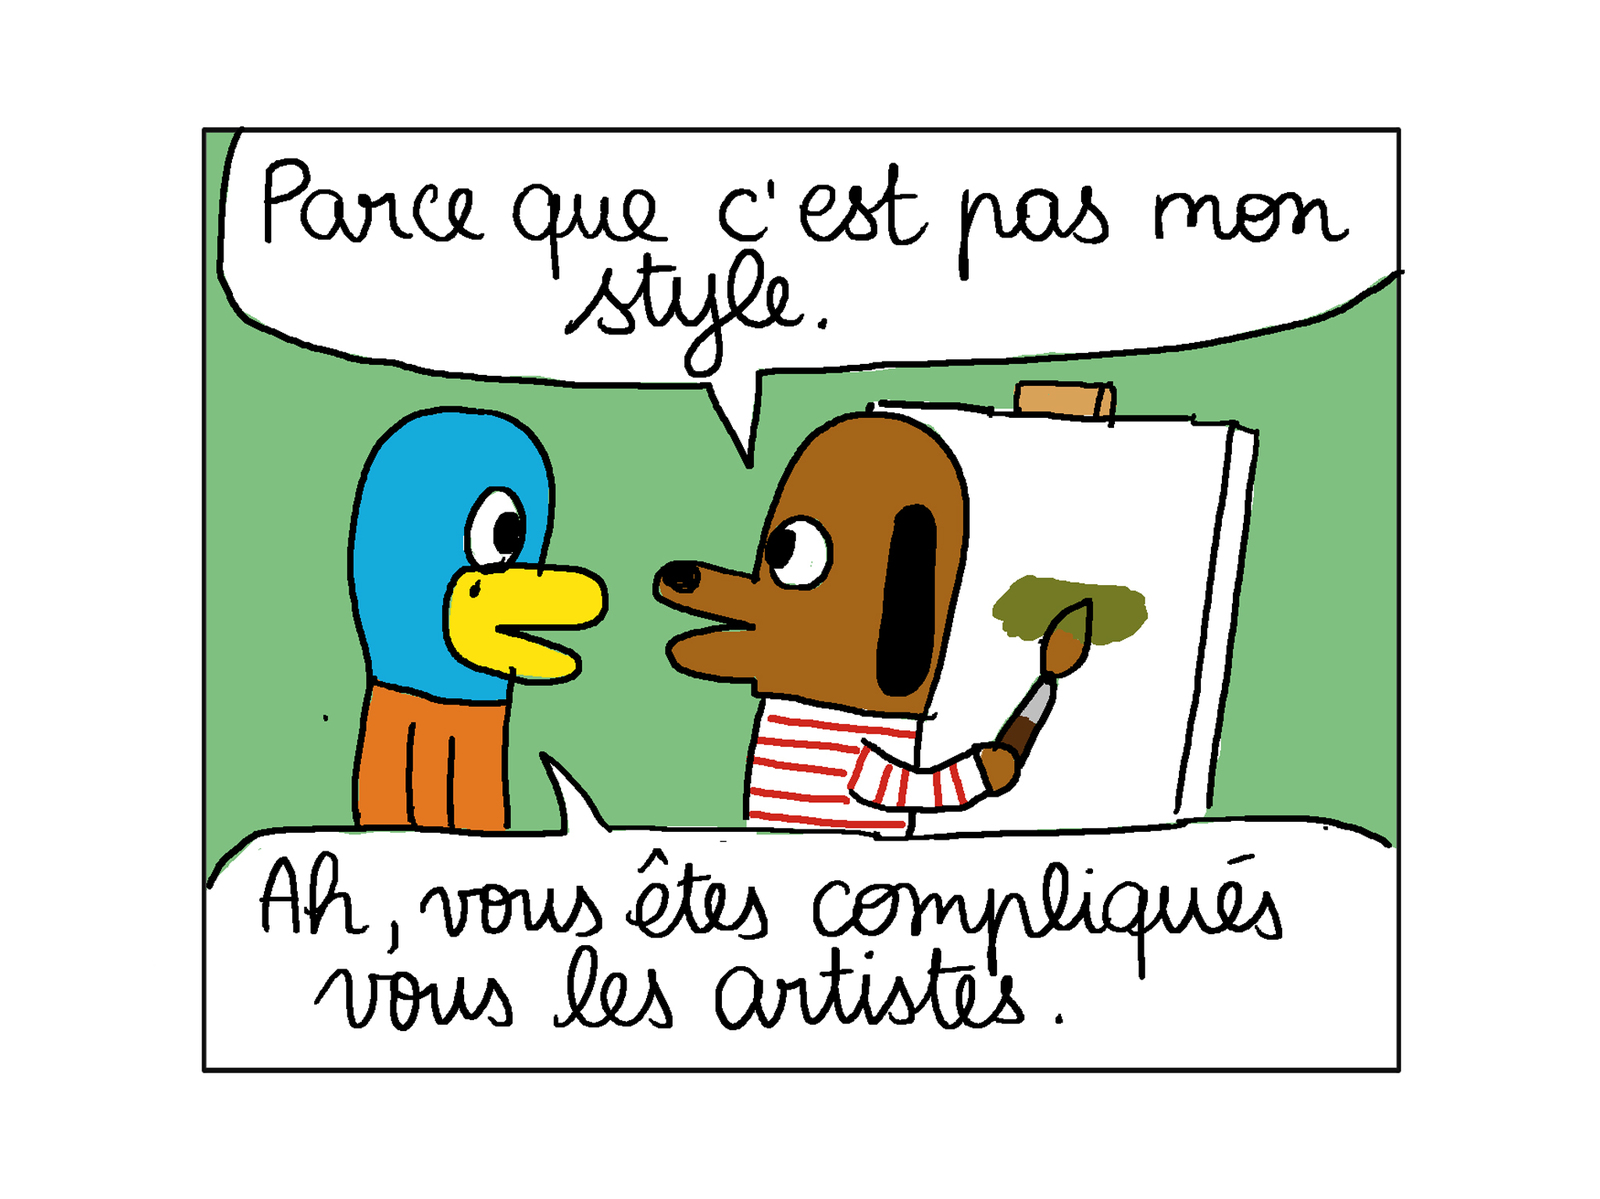 Parce que c'est pas mon
style.
Ah, vous êtes compliqués
vous les artistes.